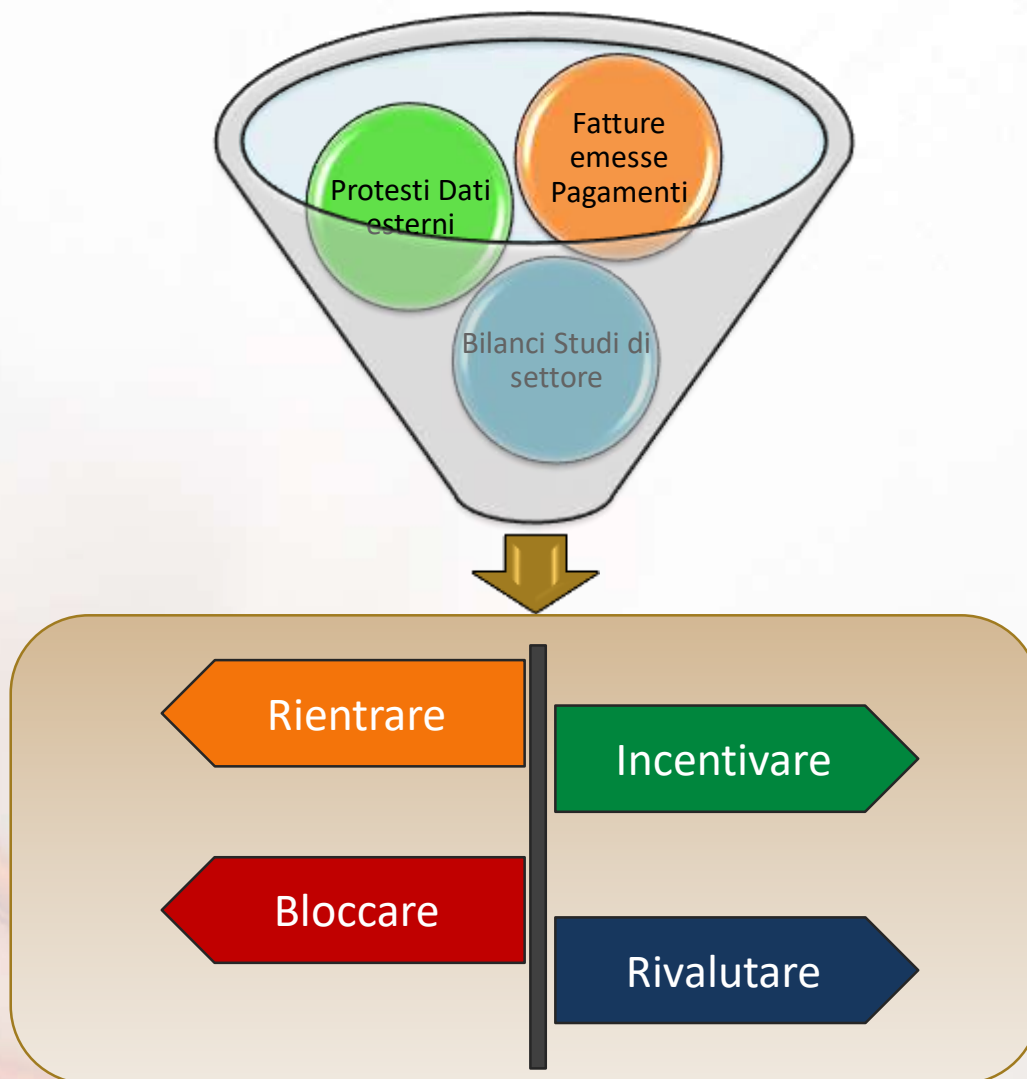 Fatture
emesse
Pagamenti
Protesti Dati
esterni
Bilanci Studi di
settore
Rientrare
Incentivare
Bloccare
Rivalutare